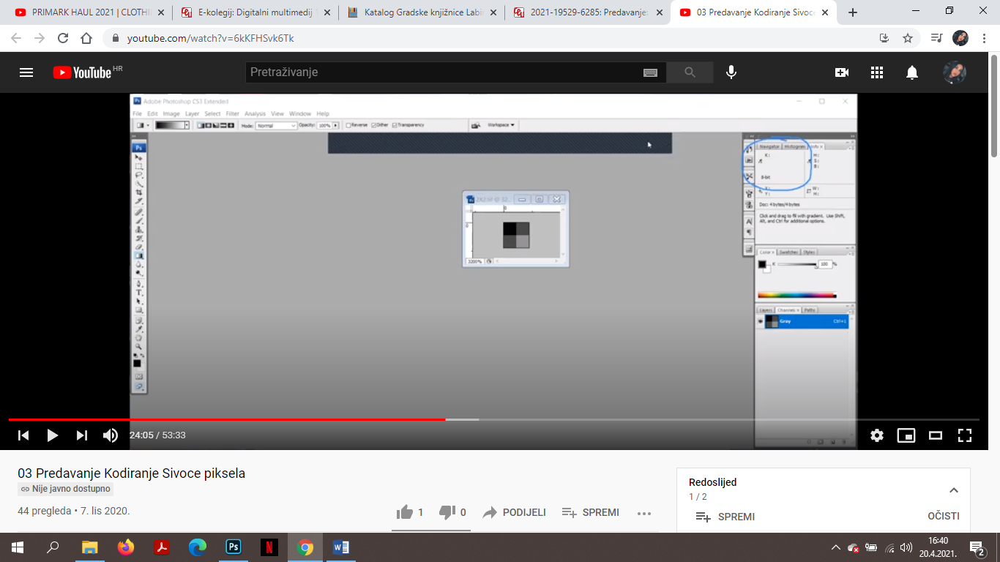 PRIMARK HAUL 2021 | CLOTHI
E-kolegij: Digitalni multimedij
Katalog Gradske knjižnice Labi
2021-19529-6285: Predavanje:
03 Predavanje Kodiranje Sivoce
youtube.com/watch?v=6kKFHSvk6Tk
YouTube HR
Pretraživanje
Adobe Photoshop CS3 Extended
File Edit Image Layer Select Filter Analysis View Window Help
Mode: Normal Opacity: 100% Reverse Dither Transparency Workspace
Ps
Navigator Histogram Info
K:
H:
S:
B:
8-bit
X:
Y:
W:
H:
Doc: 4 bytes/4 bytes
Click and drag to fill with gradient. Use Shift,
Alt, and Ctrl for additional options.
3200%
Color Swatches Styles
K 100 %
Layers Channels Paths
Gray Ctrl+1
24:05 / 53:33
03 Predavanje Kodiranje Sivoce piksela
Nije javno dostupno
44 pregleda • 7. lis 2020.
1 0 PODIJELI SPREMI
Redoslijed
1 / 2
SPREMI OČISTI
Ps
16:40
20.4.2021.
2